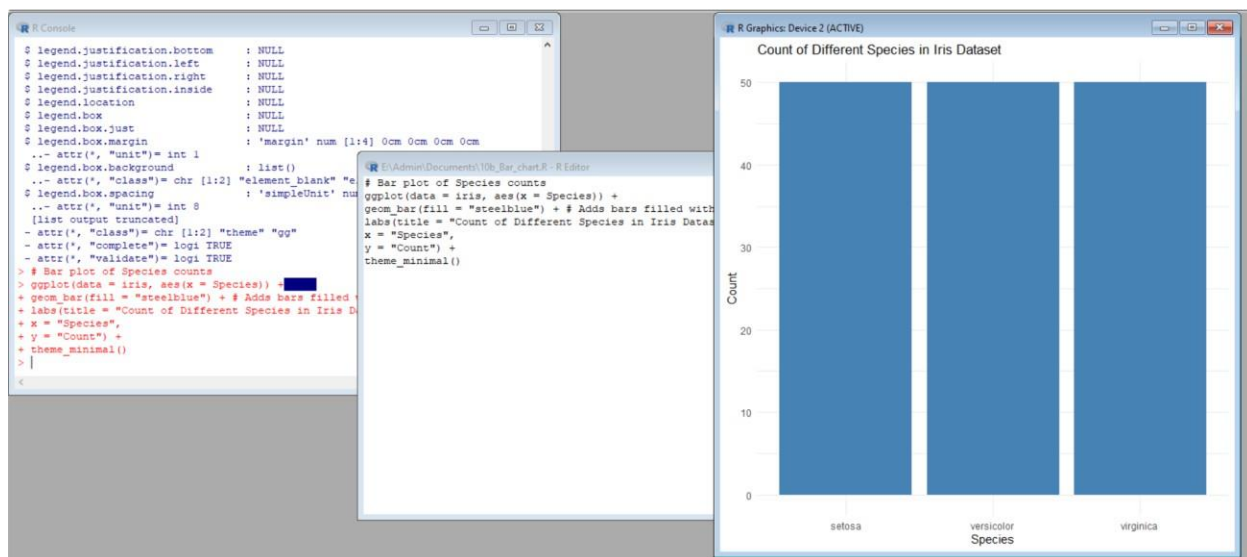 R Console
$ legend.justification.bottom : NULL
$ legend.justification.left : NULL
$ legend.justification.right : NULL
$ legend.justification.inside : NULL
$ legend.location : NULL
$ legend.box : NULL
$ legend.box.just : NULL
$ legend.box.margin : 'margin' num [1:4] 0cm 0cm 0cm 0cm
..- attr(*, "unit")= int 1
$ legend.box.background : list()
..- attr(*, "class")= chr [1:2] "element_blank" "e
$ legend.box.spacing : 'simpleUnit' nu
..- attr(*, "unit")= int 8
[list output truncated]
- attr(*, "class")= chr [1:2] "theme" "gg"
- attr(*, "complete")= logi TRUE
- attr(*, "validate")= logi TRUE
> # Bar plot of Species counts
> ggplot(data = iris, aes(x = Species)) +
+ geom_bar(fill = "steelblue") + # Adds bars filled
+ labs(title = "Count of Different Species in Iris D
+ x = "Species",
+ y = "Count") +
+ theme_minimal()
>
E:\Admin\Documents\10b_Bar_chart.R - R Editor
# Bar plot of Species counts
ggplot(data = iris, aes(x = Species)) +
geom_bar(fill = "steelblue") + # Adds bars filled with
labs(title = "Count of Different Species in Iris Datas
x = "Species",
y = "Count") +
theme_minimal()
R Graphics: Device 2 (ACTIVE)
Count of Different Species in Iris Dataset
50
40
30
20
10
0
Count
setosa versicolor virginica
Species